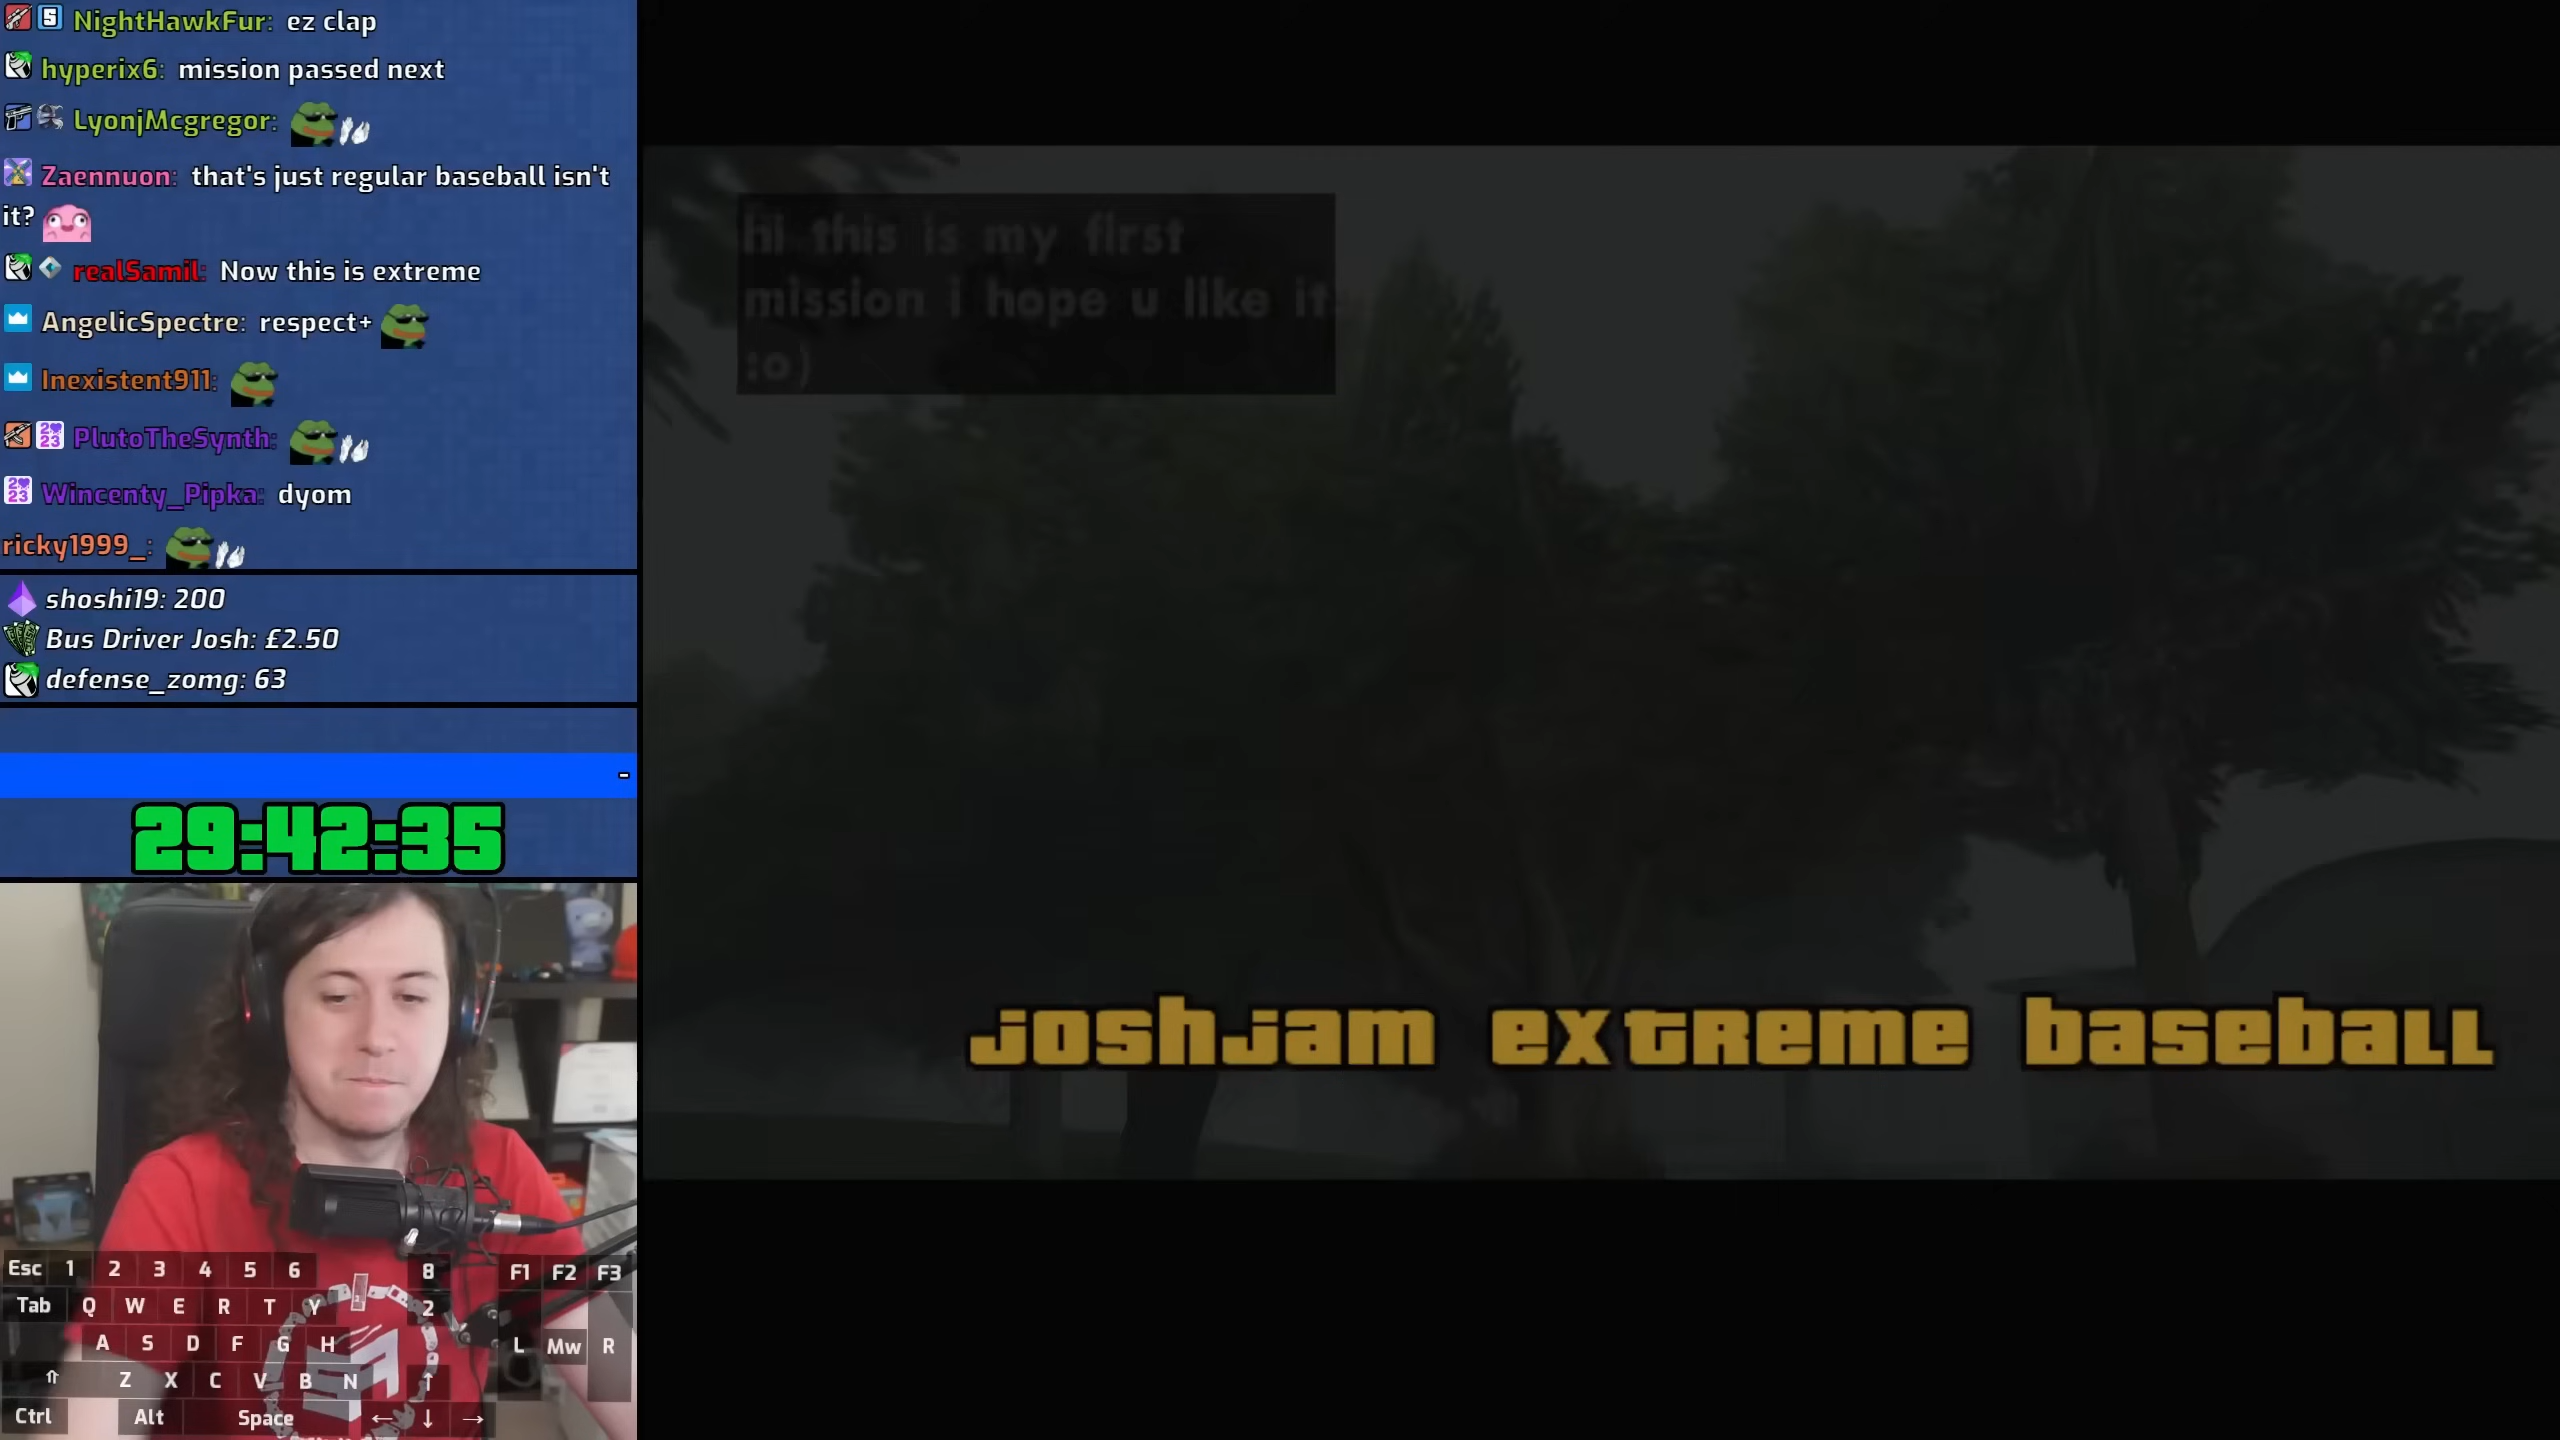 NightHawkFur: ez clap
hyperix6: mission passed next
LyonjMcgregor:
Zaennuon: that's just regular baseball isn't
it?
realSamil: Now this is extreme
AngelicSpectre: respect+
Inexistent911:
PlutoTheSynth:
Wincenty_Pipka: dyom
ricky1999_:
shoshi19: 200
Bus Driver Josh: £2.50
defense_zomg: 63
-
29:42:35
Esc 1 2 3 4 5 6 8 F1 F2 F3
Tab Q W E R T Y 2
A S D F G H L Mw R
⇑ Z X C V B N ↑
Ctrl Alt Space ← ↓ →
hi this is my first
mission i hope u like it.
:o)
joshjam extreme baseball